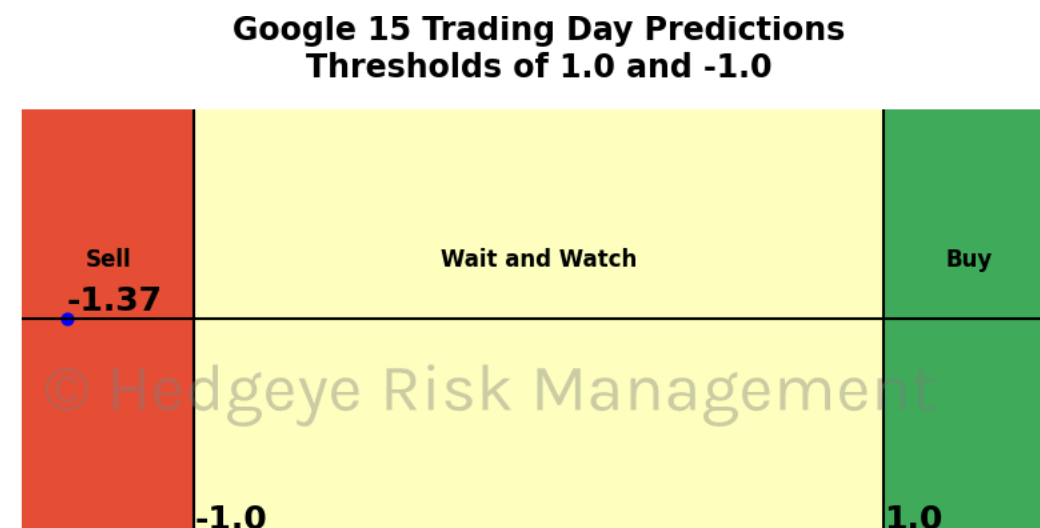 Google 15 Trading Day Predictions
Thresholds of 1.0 and -1.0
Sell
Wait and Watch
Buy
-1.37
© Hedgeye Risk Management
-1.0
1.0